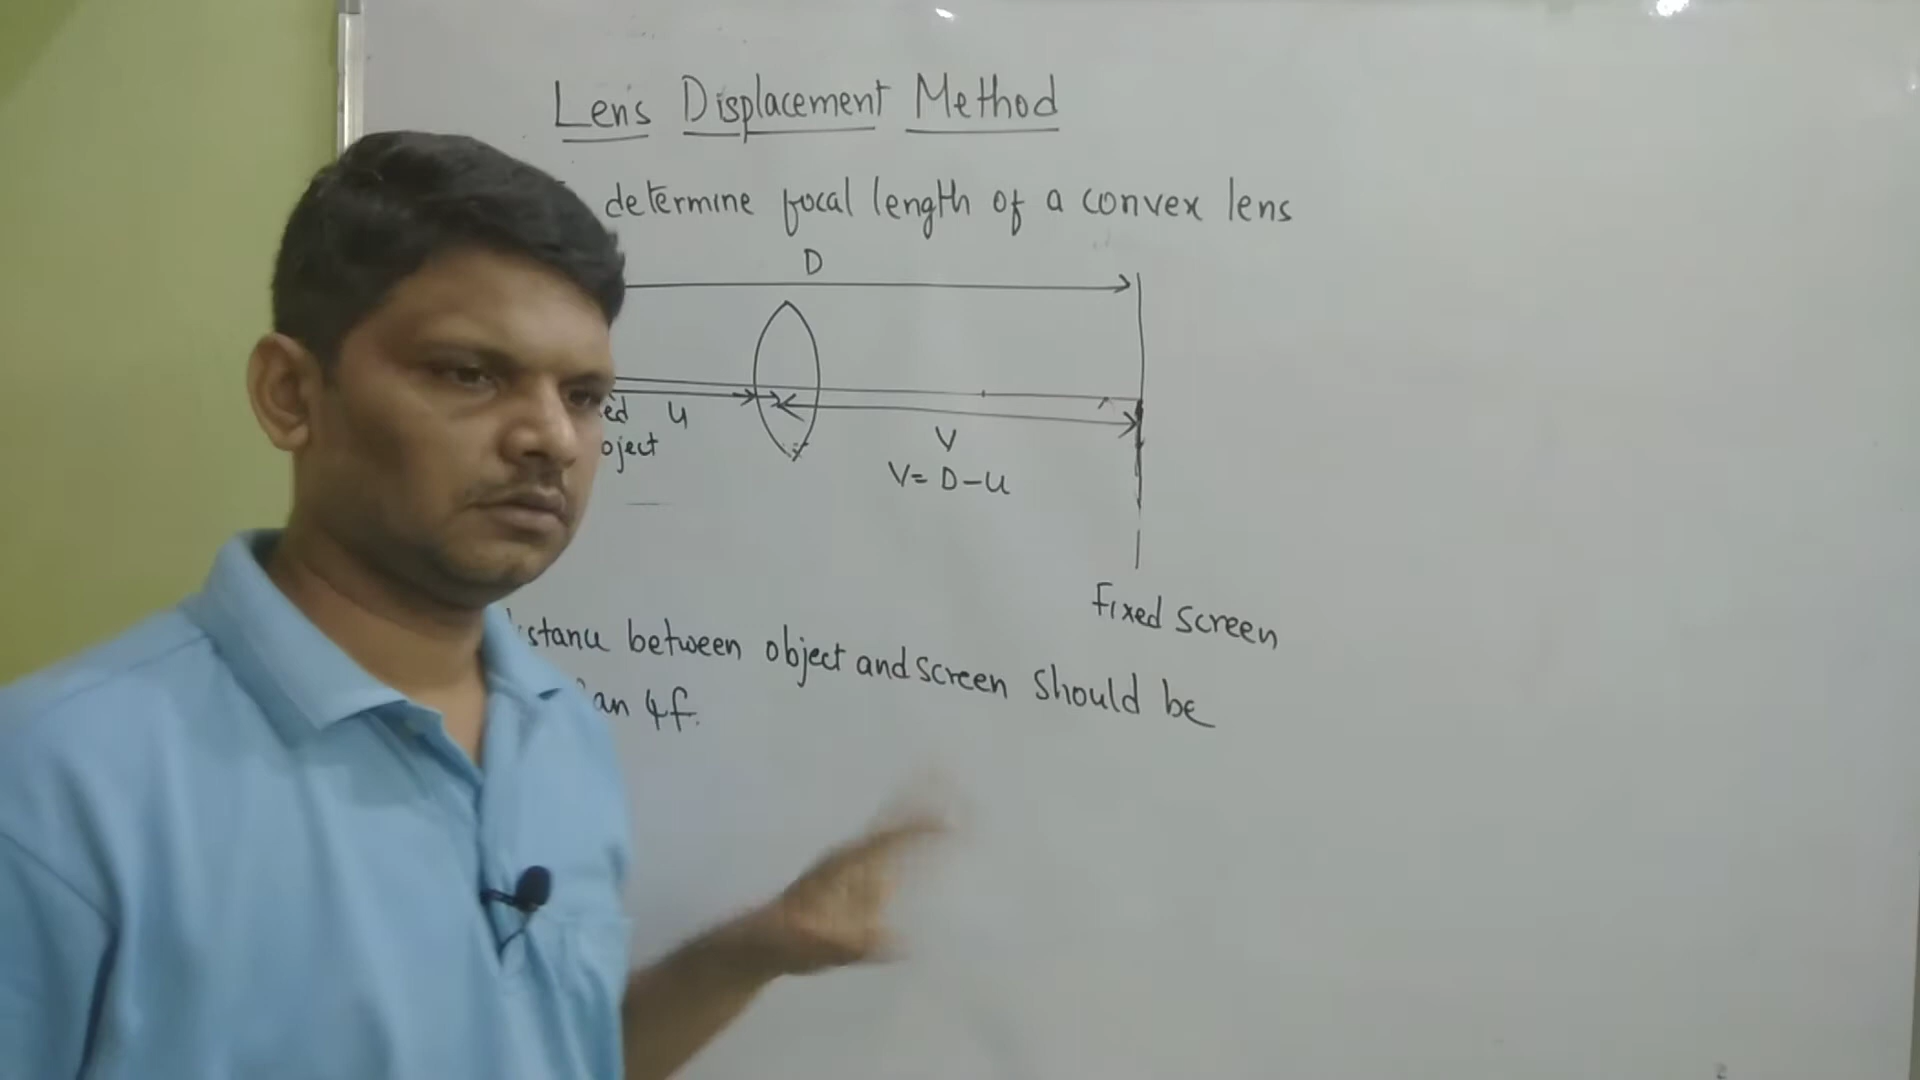 Lens Displacement Method
determine focal length of a convex lens
D
ed u
oject
V
V = D - u
Fixed screen
istance between object and screen should be
an 4f.